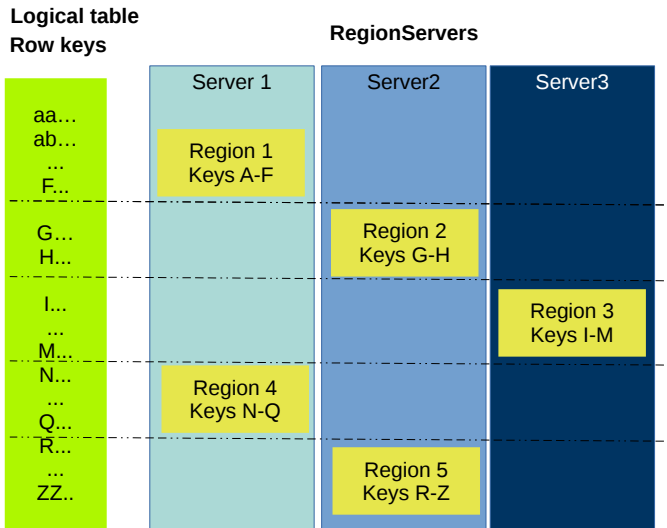 Logical table
Row keys
RegionServers
Server 1
Server2
Server3
aa...
ab...
...
F...
Region 1
Keys A-F
G...
H...
Region 2
Keys G-H
I...
...
M...
Region 3
Keys I-M
N...
...
Q...
Region 4
Keys N-Q
R...
...
ZZ..
Region 5
Keys R-Z